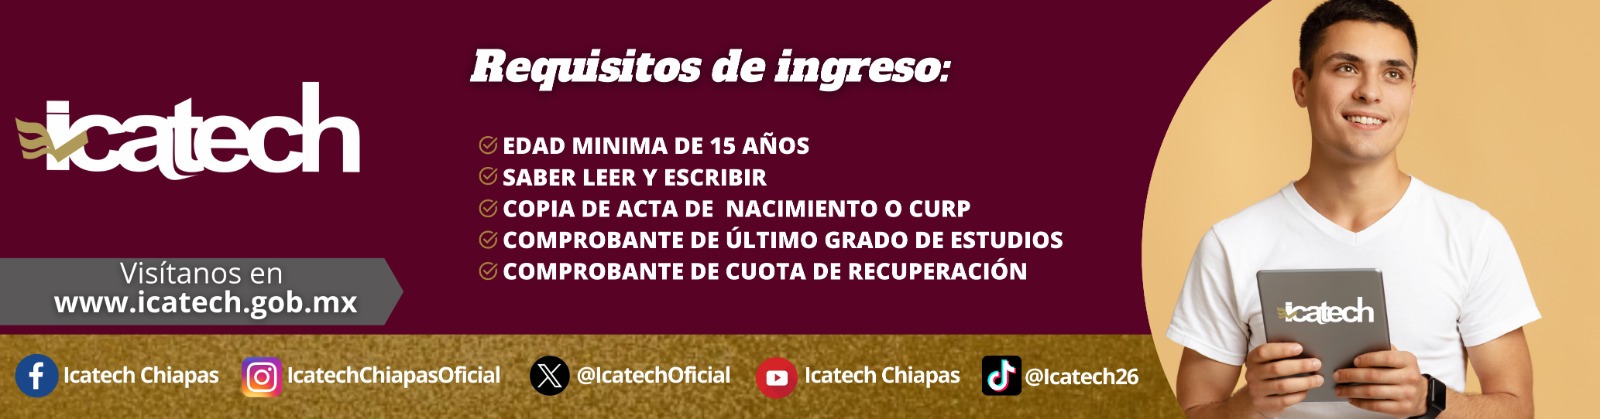 icatech
Visítanos en
www.icatech.gob.mx
Requisitos de ingreso:
EDAD MINIMA DE 15 AÑOS
SABER LEER Y ESCRIBIR
COPIA DE ACTA DE  NACIMIENTO O CURP
COMPROBANTE DE ÚLTIMO GRADO DE ESTUDIOS
COMPROBANTE DE CUOTA DE RECUPERACIÓN
icatech
Icatech Chiapas
IcatechChiapasOficial
@IcatechOficial
Icatech Chiapas
@Icatech26